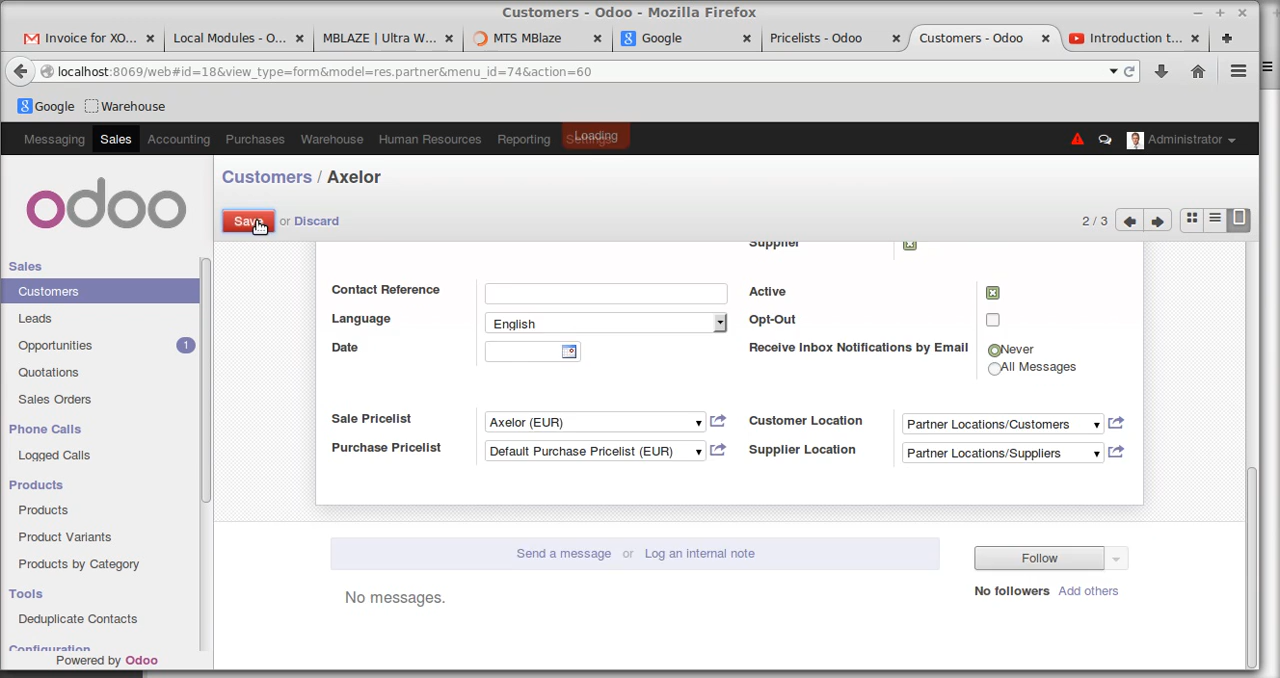 Customers - Odoo - Mozilla Firefox
Invoice for XO... Local Modules - O... MBLAZE | Ultra W... MTS MBlaze Google Pricelists - Odoo Customers - Odoo Introduction t...
localhost:8069/web#id=18&view_type=form&model=res.partner&menu_id=74&action=60
Google Warehouse
Messaging Sales Accounting Purchases Warehouse Human Resources Reporting Loading Administrator
odoo
Customers / Axelor
Save or Discard 2 / 3
Sales
Customers
Leads
Opportunities 1
Quotations
Sales Orders
Phone Calls
Logged Calls
Products
Products
Product Variants
Products by Category
Tools
Deduplicate Contacts
Configuration
Powered by Odoo
Supplier
Contact Reference
Active
Language English
Opt-Out
Date
Receive Inbox Notifications by Email Never
All Messages
Sale Pricelist Axelor (EUR)
Customer Location Partner Locations/Customers
Purchase Pricelist Default Purchase Pricelist (EUR)
Supplier Location Partner Locations/Suppliers
Send a message or Log an internal note
Follow
No messages.
No followers Add others